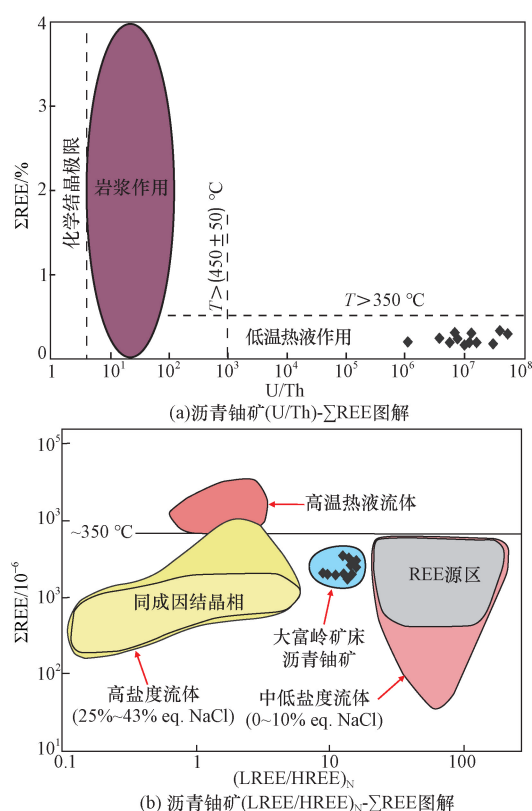 4
3
2
1
0
ΣREE/%
化学结晶极限
岩浆作用
T＞(450±50) °C
T＞350 °C
低温热液作用
1 10¹ 10² 10³ 10⁴ 10⁵ 10⁶ 10⁷ 10⁸
U/Th
(a)沥青铀矿(U/Th)-∑REE图解
10⁵
10³
10³
10²
10¹
ΣREE/10⁻⁶
高温热液流体
~350 °C
REE源区
同成因结晶相
大富岭矿床
沥青铀矿
高盐度流体
(25%~43% eq. NaCl)
中低盐度流体
(0~10% eq. NaCl)
0.1 1 10 100
(LREE/HREE)N
(b) 沥青铀矿(LREE/HREE)N-∑REE图解